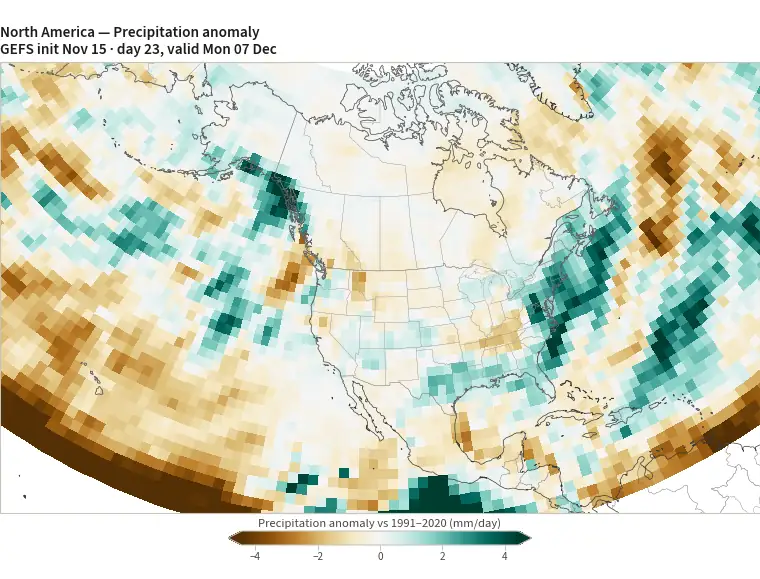 North America — Precipitation anomaly
GEFS init Nov 15 · day 23, valid Mon 07 Dec
Precipitation anomaly vs 1991–2020 (mm/day)
−4 −2 0 2 4